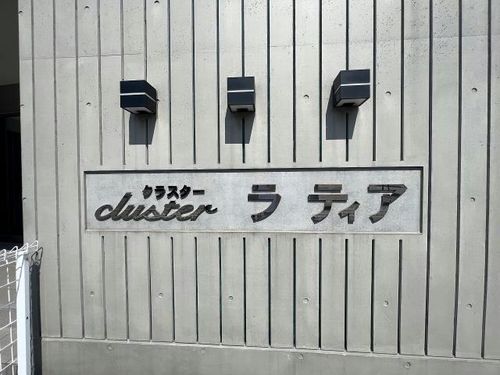 クラスター
cluster ラ ティア